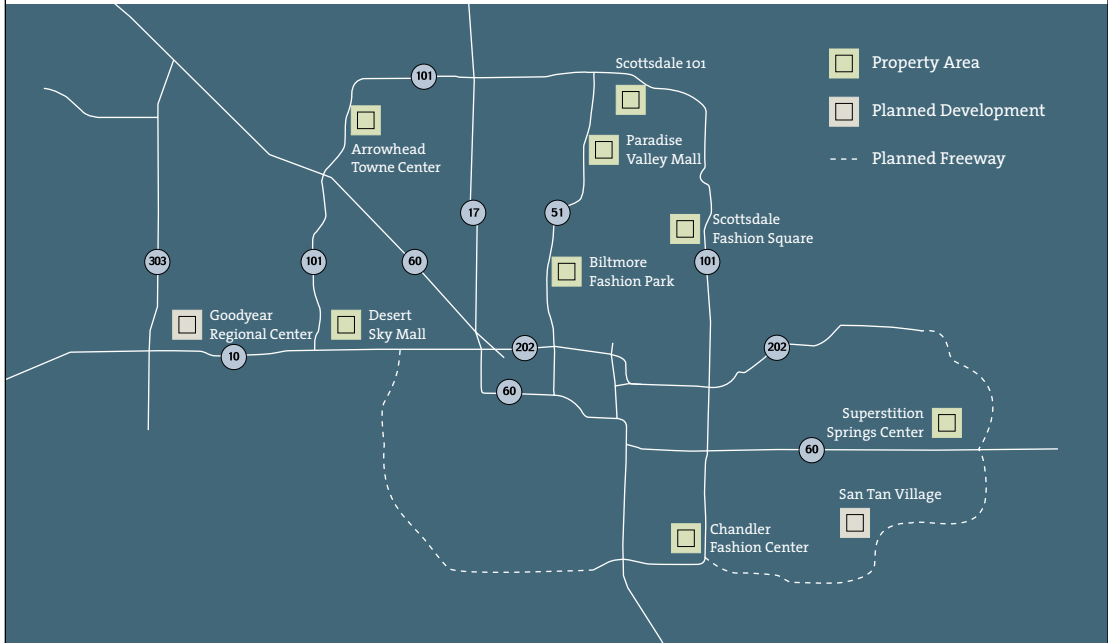 Scottsdale 101
Property Area
101
Planned Development
Arrowhead
Towne Center
Paradise
Valley Mall
Planned Freeway
17
51
Scottsdale
Fashion Square
303
101
60
Biltmore
Fashion Park
101
Goodyear
Regional Center
Desert
Sky Mall
10
202
202
60
Superstition
Springs Center
60
San Tan Village
Chandler
Fashion Center